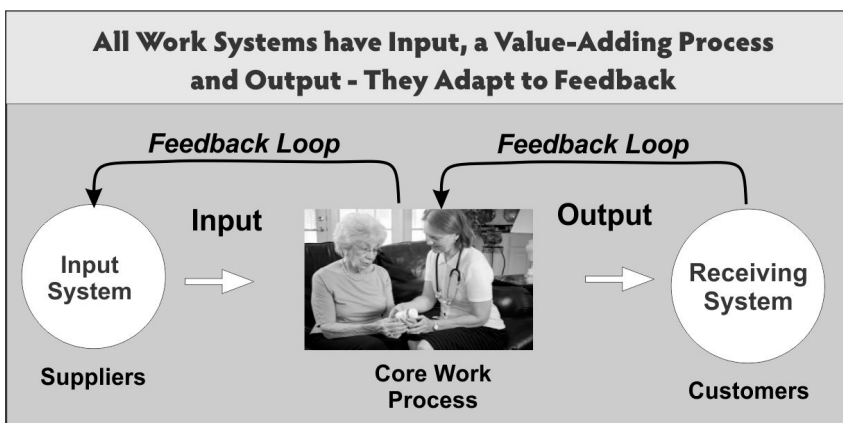 All Work Systems have Input, a Value-Adding Process
and Output - They Adapt to Feedback
Feedback Loop
Feedback Loop
Input
Output
Input
System
Receiving
System
Suppliers
Core Work
Process
Customers